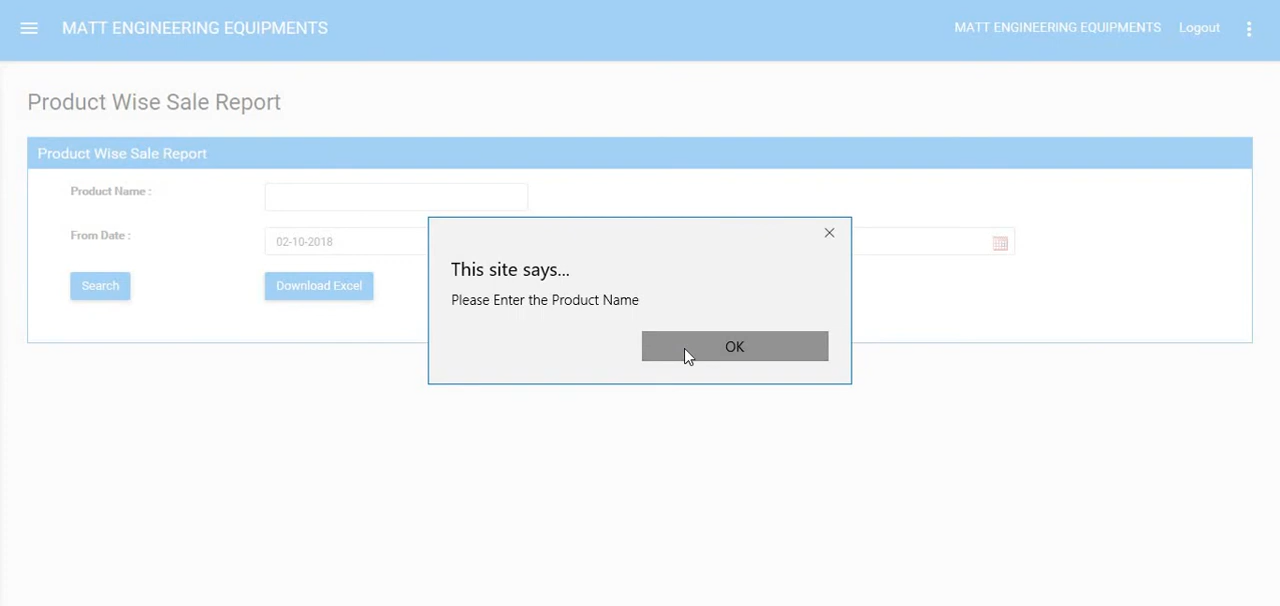 MATT ENGINEERING EQUIPMENTS
MATT ENGINEERING EQUIPMENTS Logout
Product Wise Sale Report
Product Wise Sale Report
Product Name :
From Date :
02-10-2018
Search
Download Excel
This site says...
Please Enter the Product Name
OK